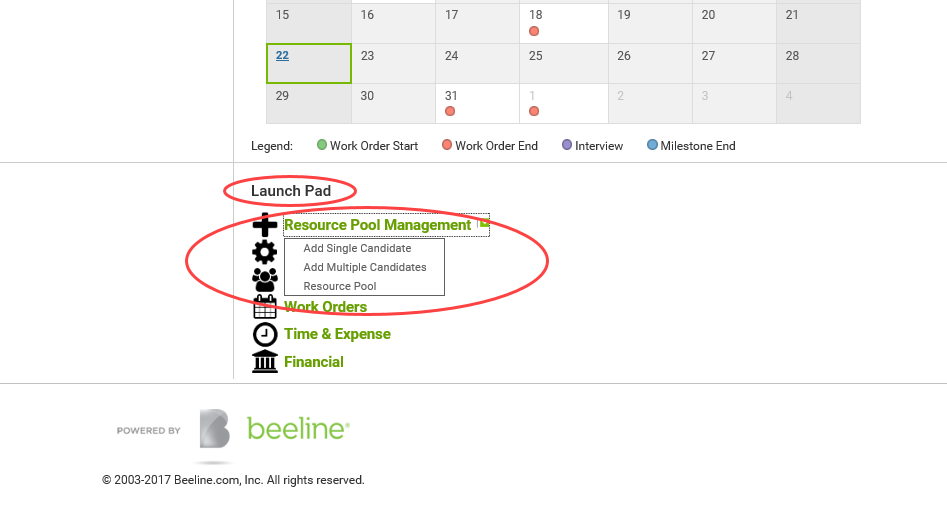 15 16 17 18 19 20 21
22 23 24 25 26 27 28
29 30 31 1 2 3 4
Legend: Work Order Start Work Order End Interview Milestone End
Launch Pad
Resource Pool Management
Add Single Candidate
Add Multiple Candidates
Resource Pool
Work Orders
Time & Expense
Financial
POWERED BY beeline®
© 2003-2017 Beeline.com, Inc. All rights reserved.